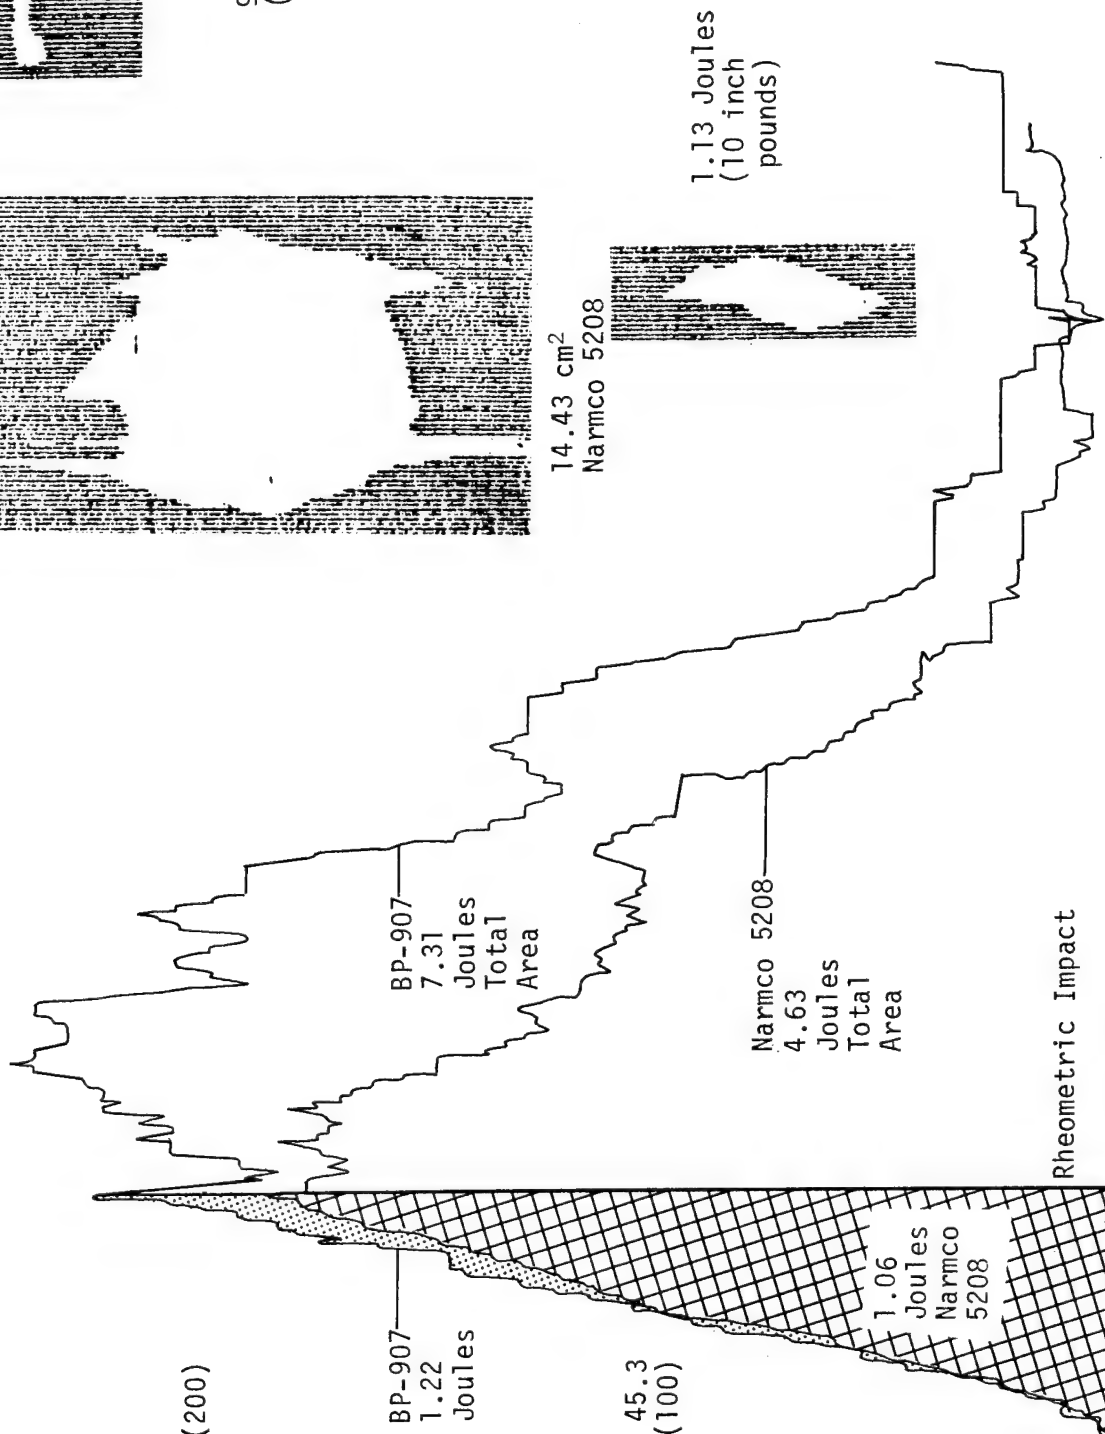 1.13 Joules
(10 inch
pounds)
14.43 cm²
Narmco 5208
BP-907
7.31
Joules
Total
Area
Narmco 5208
4.63
Joules
Total
Area
Rheometric Impact
(200)
BP-907
1.22
Joules
45.3
(100)
1.06
Joules
Narmco
5208